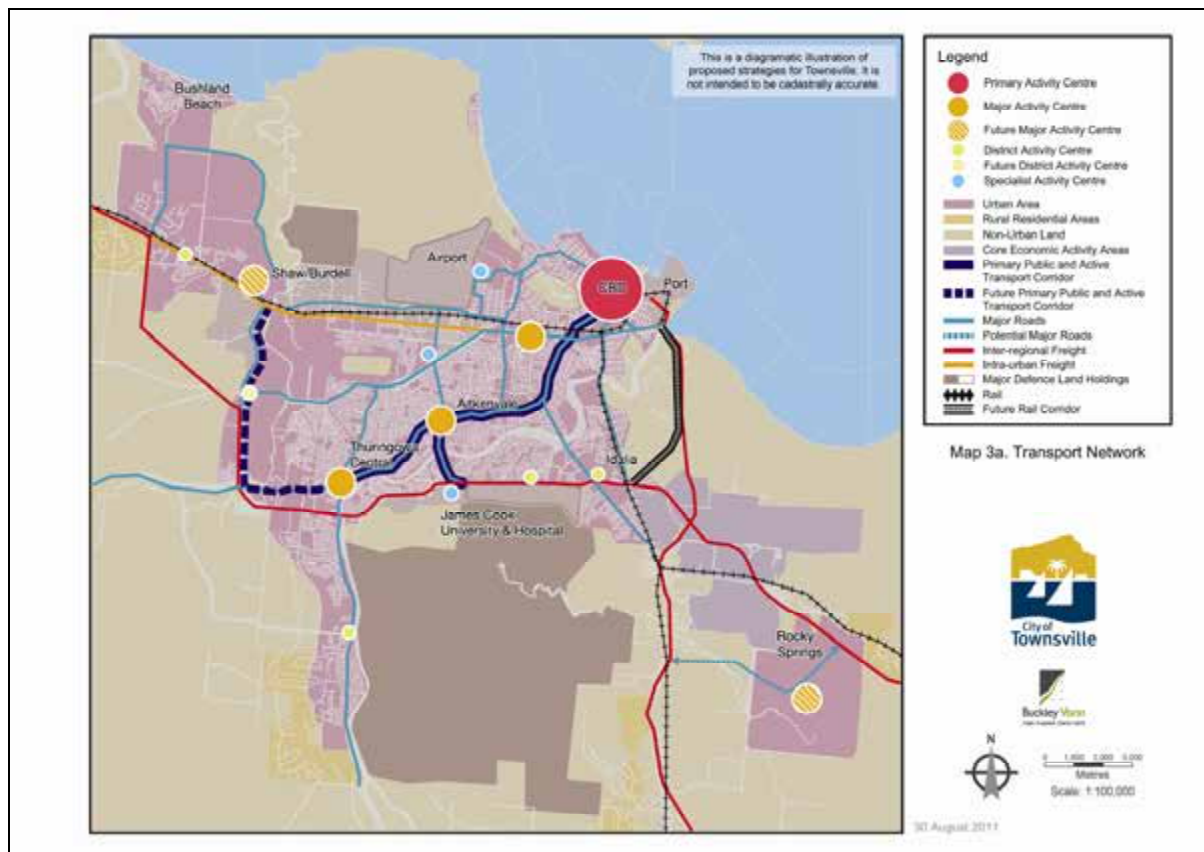 This is a diagramatic illustration of
proposed strategies for Townsville. It is
not intended to be cadastrally accurate.
Bushland
Beach
Airport
Shaw/Burdell
CBD
Port
Aitkenvale
Thuringowa
Central
Idalia
James Cook
University & Hospital
Rocky
Springs
Legend
Primary Activity Centre
Major Activity Centre
Future Major Activity Centre
District Activity Centre
Future District Activity Centre
Specialist Activity Centre
Urban Area
Rural Residential Areas
Non-Urban Land
Core Economic Activity Areas
Primary Public and Active
Transport Corridor
Future Primary Public and Active
Transport Corridor
Major Roads
Potential Major Roads
Inter-regional Freight
Intra-urban Freight
Major Defence Land Holdings
Rail
Future Rail Corridor
Map 3a. Transport Network
City of
Townsville
Buckley Vann
N
Metres
Scale: 1:100,000
30 August 2011